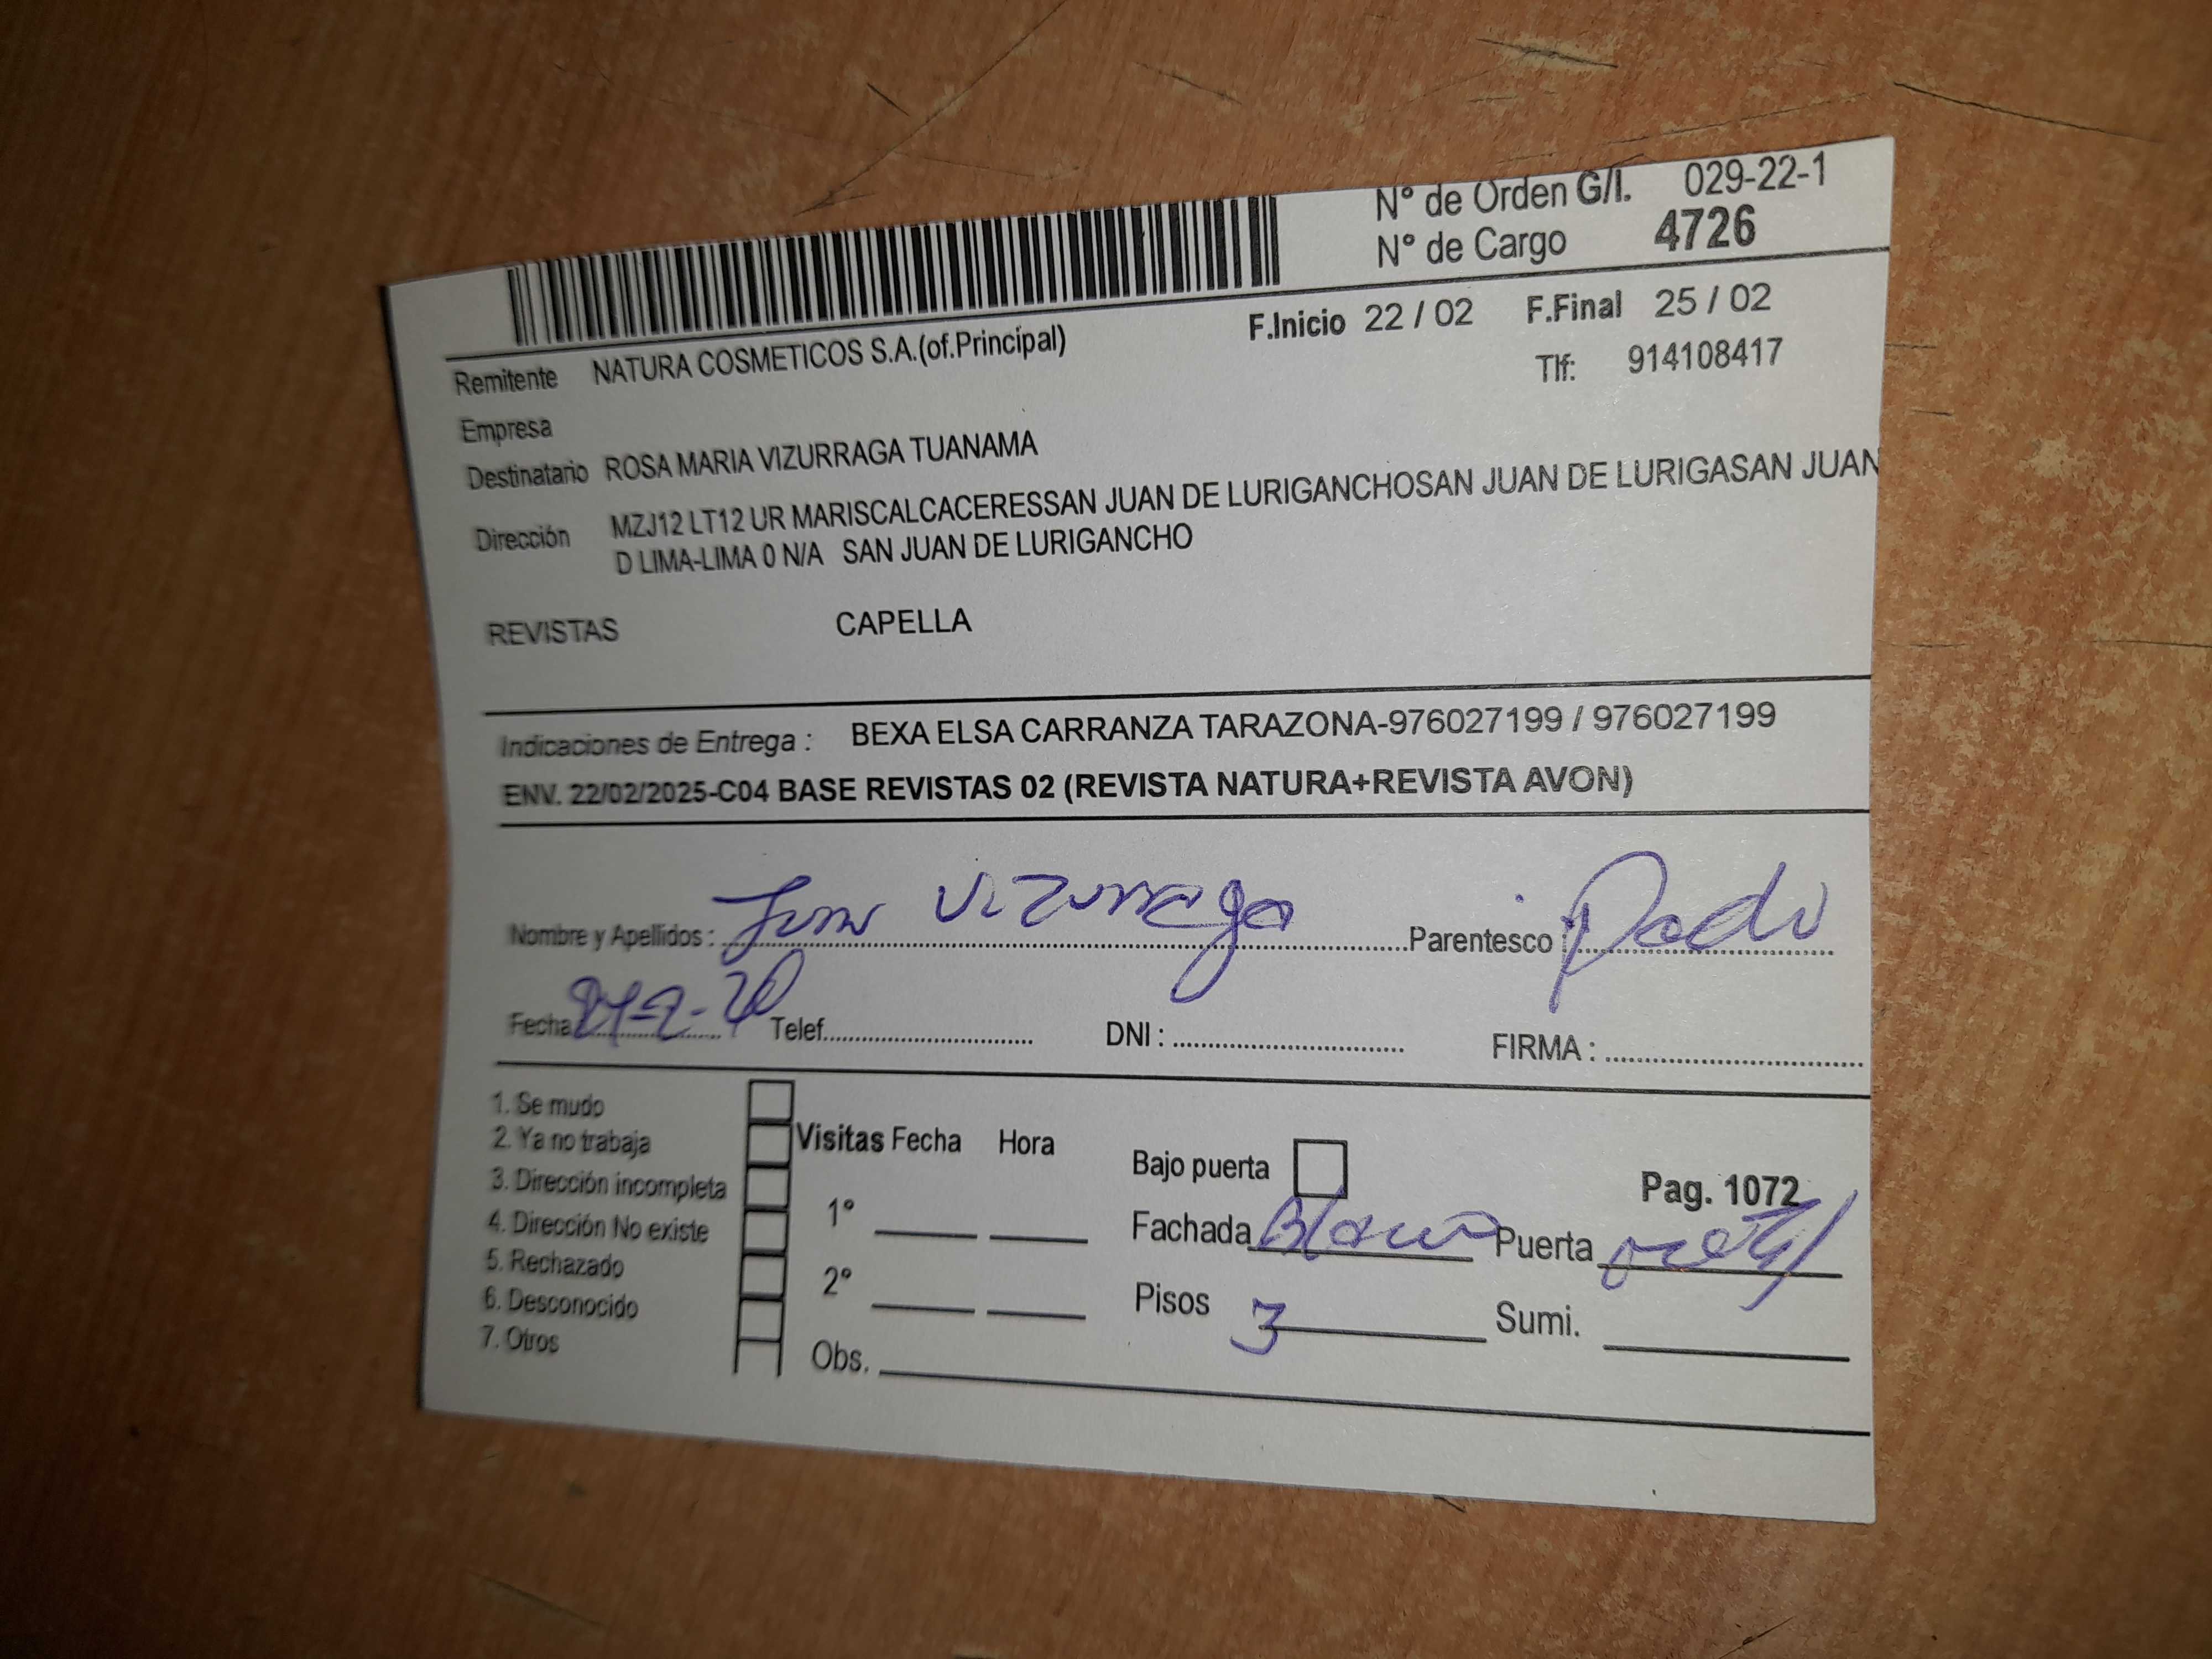 N° de Orden G/I. 029-22-1
N° de Cargo 4726
F.Inicio 22 / 02 F.Final 25 / 02
Remitente NATURA COSMETICOS S.A.(of.Principal) Tlf: 914108417
Empresa
Destinatario ROSA MARIA VIZURRAGA TUANAMA
Dirección MZJ12 LT12 UR MARISCALCACERESSAN JUAN DE LURIGANCHOSAN JUAN DE LURIGASAN JUAN
D LIMA-LIMA 0 N/A SAN JUAN DE LURIGANCHO
REVISTAS CAPELLA
Indicaciones de Entrega : BEXA ELSA CARRANZA TARAZONA-976027199 / 976027199
ENV. 22/02/2025-C04 BASE REVISTAS 02 (REVISTA NATURA+REVISTA AVON)
Nombre y Apellidos : Vizurraga Parentesco :
Fecha Telef. DNI : FIRMA :
1. Se mudo
2. Ya no trabaja
3. Dirección incompleta
4. Dirección No existe
5. Rechazado
6. Desconocido
7. Otros
Visitas Fecha Hora
1°
2°
Obs.
Bajo puerta Pag. 1072
Fachada Puerta
Pisos 3 Sumi.